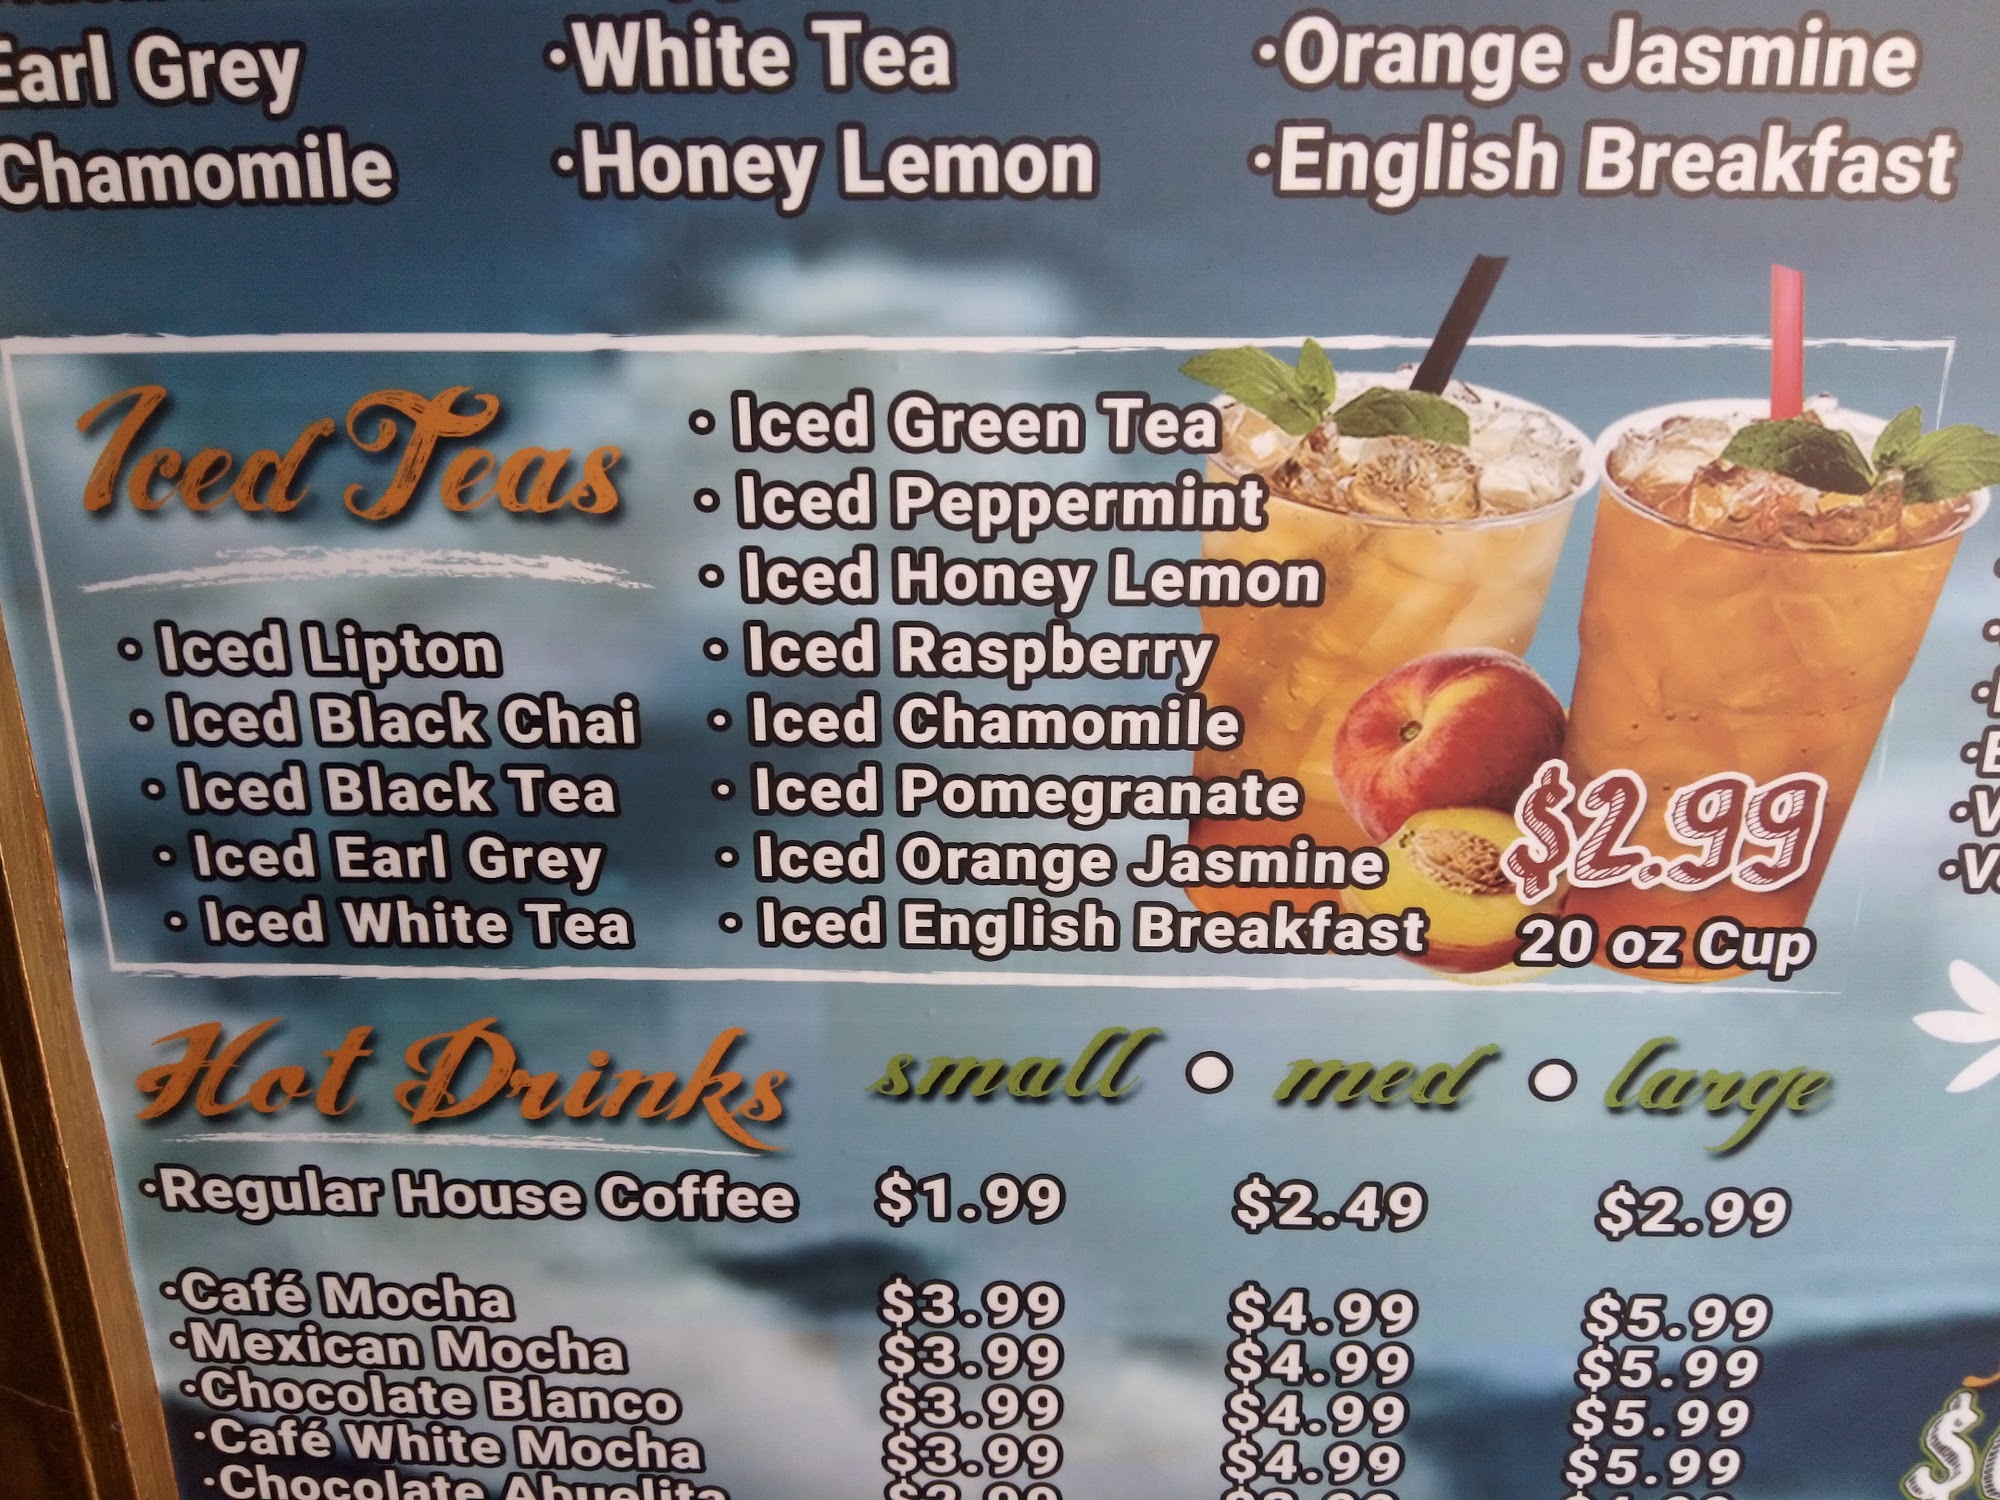 Earl Grey
•White Tea
•Orange Jasmine
Chamomile
•Honey Lemon
•English Breakfast
Iced Teas
• Iced Lipton
• Iced Black Chai
• Iced Black Tea
• Iced Earl Grey
• Iced White Tea
• Iced Green Tea
• Iced Peppermint
• Iced Honey Lemon
• Iced Raspberry
• Iced Chamomile
• Iced Pomegranate
• Iced Orange Jasmine
• Iced English Breakfast
$2.99
20 oz Cup
Hot Drinks small • med • large
•Regular House Coffee $1.99 $2.49 $2.99
•Café Mocha $3.99 $4.99 $5.99
•Mexican Mocha $3.99 $4.99 $5.99
•Chocolate Blanco $3.99 $4.99 $5.99
•Café White Mocha $3.99 $4.99 $5.99
•Chocolate Abuelita